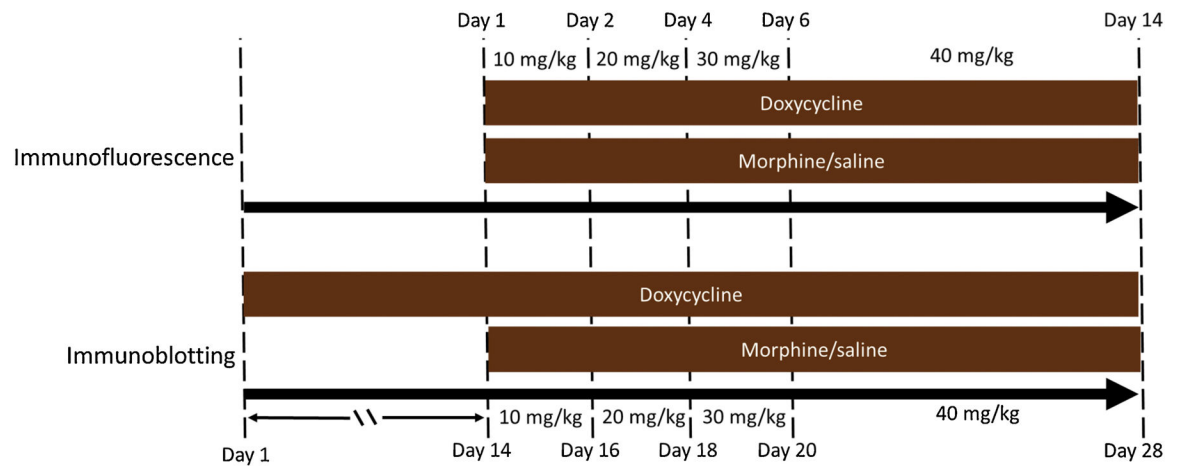 Day 1 Day 2 Day 4 Day 6 Day 14
10 mg/kg 20 mg/kg 30 mg/kg 40 mg/kg
Doxycycline
Immunofluorescence
Morphine/saline
Doxycycline
Morphine/saline
Immunoblotting
10 mg/kg 20 mg/kg 30 mg/kg 40 mg/kg
Day 1 Day 14 Day 16 Day 18 Day 20 Day 28